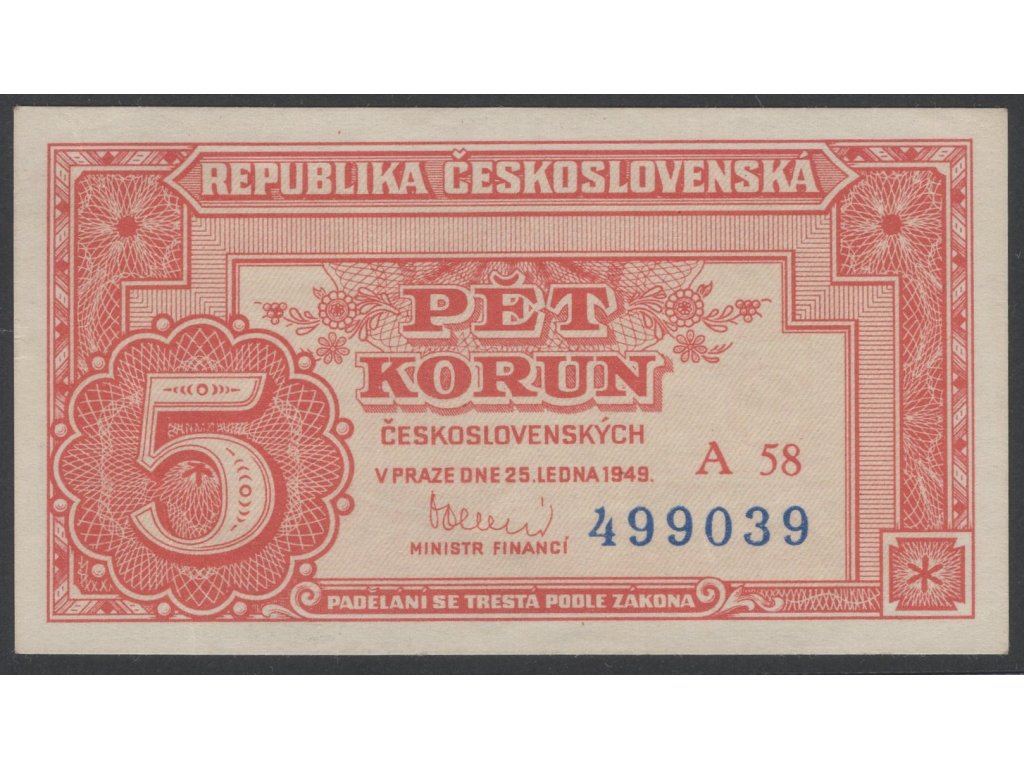 REPUBLIKA ČESKOSLOVENSKÁ
PĚT
KORUN
ČESKOSLOVENSKÝCH
V PRAZE DNE 25. LEDNA 1949.
A 58
499039
MINISTR FINANCÍ
5
PADĚLÁNÍ SE TRESTÁ PODLE ZÁKONA